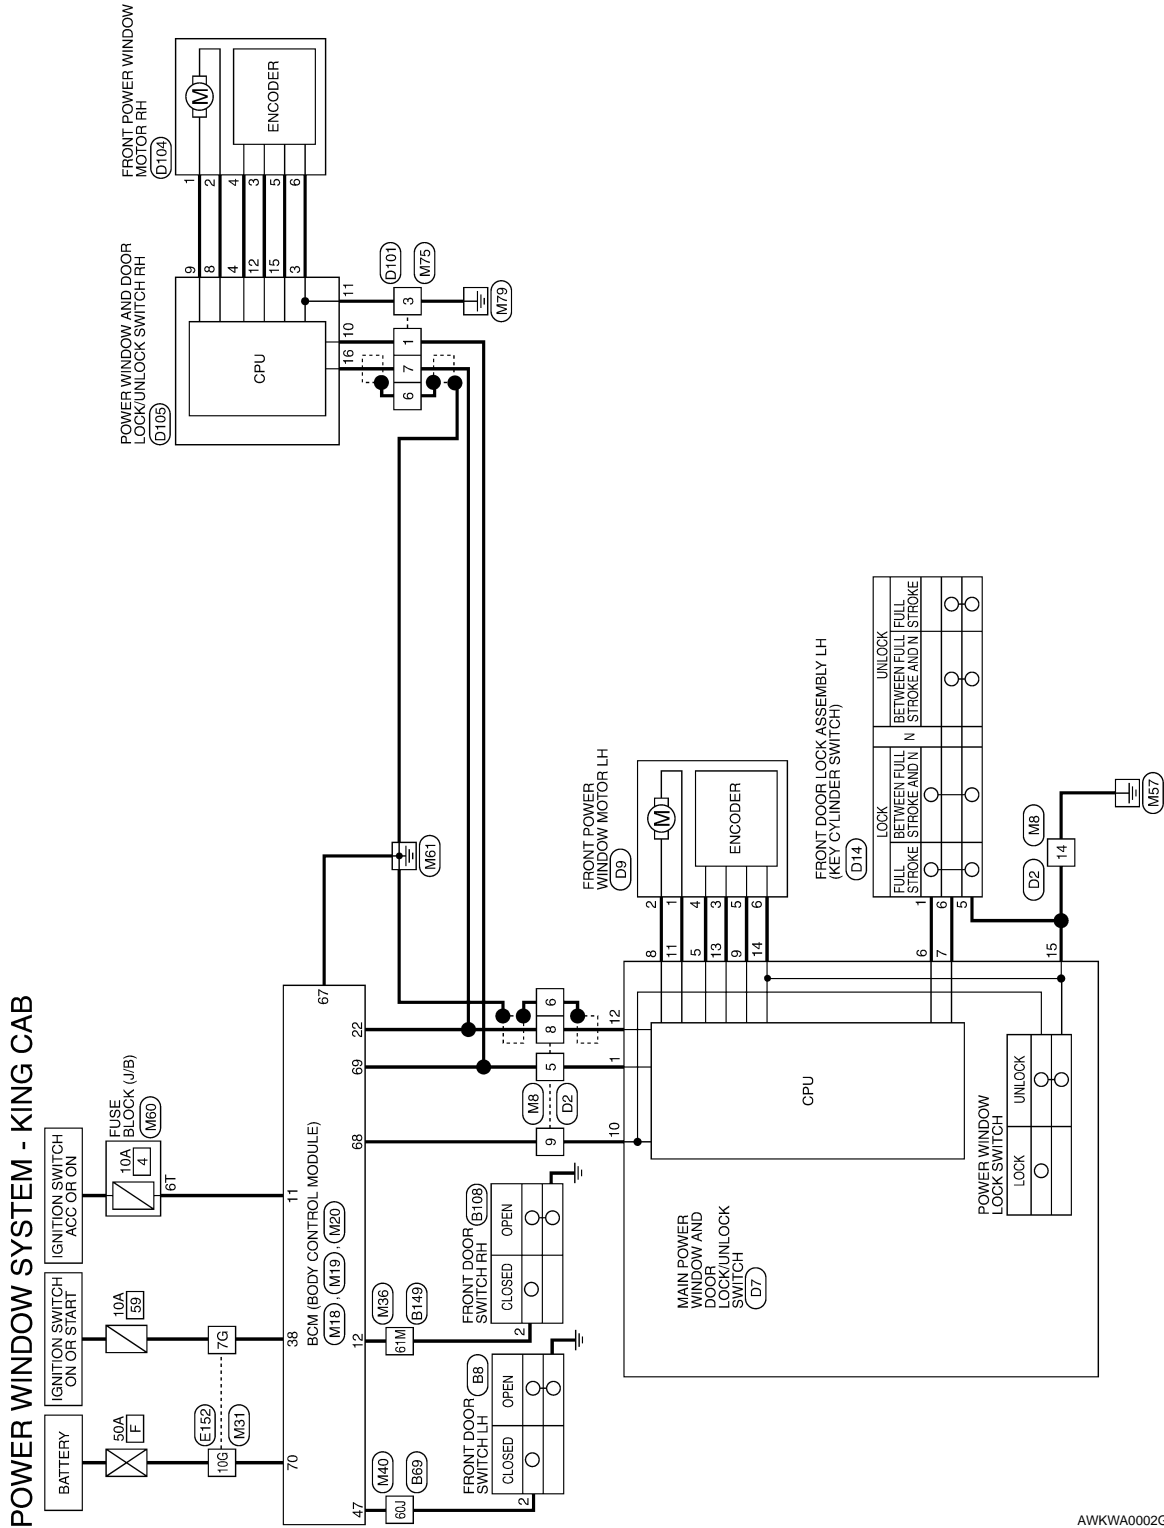 POWER WINDOW SYSTEM - KING CAB
BATTERY
50A
F
10G
E152
M31
70
IGNITION SWITCH
ON OR START
10A
59
7G
38
IGNITION SWITCH
ACC OR ON
10A
4
FUSE
BLOCK (J/B)
M60
6T
11
BCM (BODY CONTROL MODULE)
M18 , M19 , M20
67
47
12
68
69
22
M40
60J
B69
FRONT DOOR
SWITCH LH
B8
2
CLOSED
OPEN
M36
61M
B149
FRONT DOOR
SWITCH RH
B108
2
CLOSED
OPEN
M61
M8
D2
9
5
8
6
10
1
12
MAIN POWER
WINDOW AND
DOOR
LOCK/UNLOCK
SWITCH
D7
CPU
POWER WINDOW
LOCK SWITCH
LOCK
UNLOCK
8
11
5
13
9
14
6
7
15
FRONT POWER
WINDOW MOTOR LH
D9
2
1
4
3
5
6
M
ENCODER
FRONT DOOR LOCK ASSEMBLY LH
(KEY CYLINDER SWITCH)
D14
1
6
5
LOCK
N
UNLOCK
FULL
STROKE
BETWEEN FULL
STROKE AND N
BETWEEN FULL
STROKE AND N
FULL
STROKE
D2
M8
14
M57
POWER WINDOW AND DOOR
LOCK/UNLOCK SWITCH RH
D105
CPU
9
8
4
12
15
3
16
10
11
6
7
1
3
D101
M75
M79
FRONT POWER WINDOW
MOTOR RH
D104
1
2
4
3
5
6
M
ENCODER
AWKWA0002G